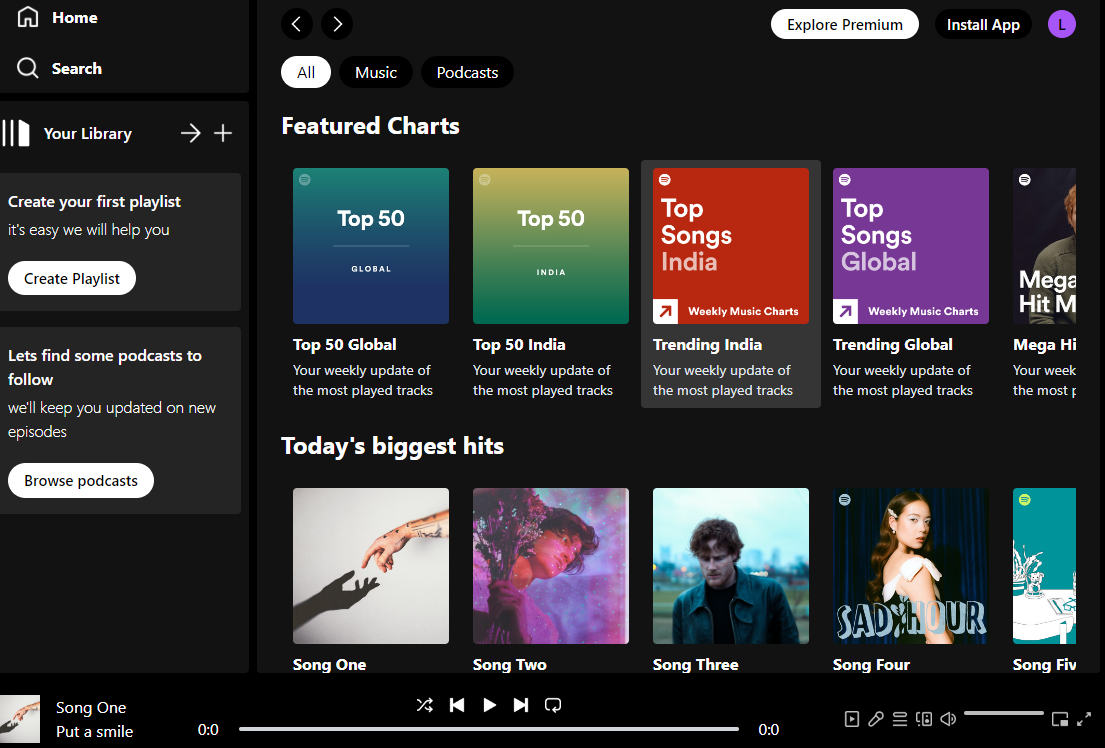 Home
Search
Your Library
Create your first playlist
it's easy we will help you
Create Playlist
Lets find some podcasts to
follow
we'll keep you updated on new
episodes
Browse podcasts
Explore Premium
Install App
L
All
Music
Podcasts
Featured Charts
Top 50
GLOBAL
Top 50 Global
Your weekly update of
the most played tracks
Top 50
INDIA
Top 50 India
Your weekly update of
the most played tracks
Top
Songs
India
Weekly Music Charts
Trending India
Your weekly update of
the most played tracks
Top
Songs
Global
Weekly Music Charts
Trending Global
Your weekly update of
the most played tracks
Mega
Hit M
Mega Hi
Your week
the most p
Today's biggest hits
Song One
Song Two
Song Three
SAD HOUR
Song Four
Song Fiv
Song One
Put a smile
0:0
0:0